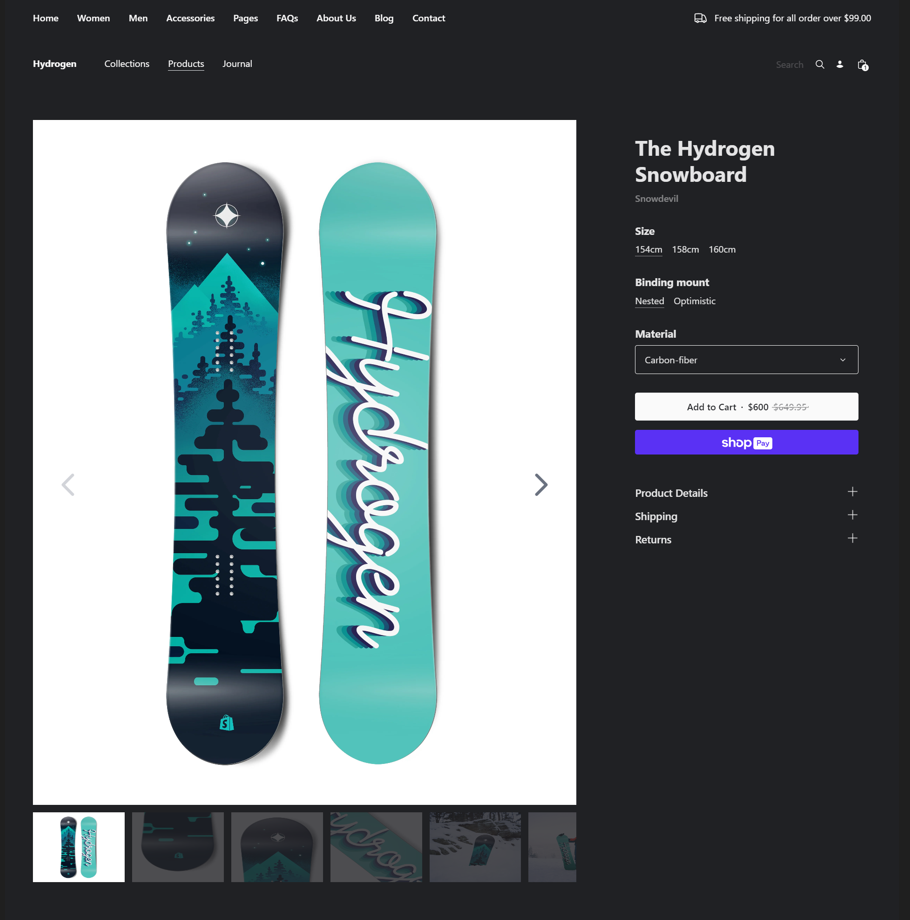 Home Women Men Accessories Pages FAQs About Us Blog Contact Free shipping for all order over $99.00
Hydrogen Collections Products Journal Search 1
Hydrogen
The Hydrogen
Snowboard
Snowdevil
Size
154cm 158cm 160cm
Binding mount
Nested Optimistic
Material
Carbon-fiber
Add to Cart · $600 $649.95
shop Pay
Product Details
Shipping
Returns